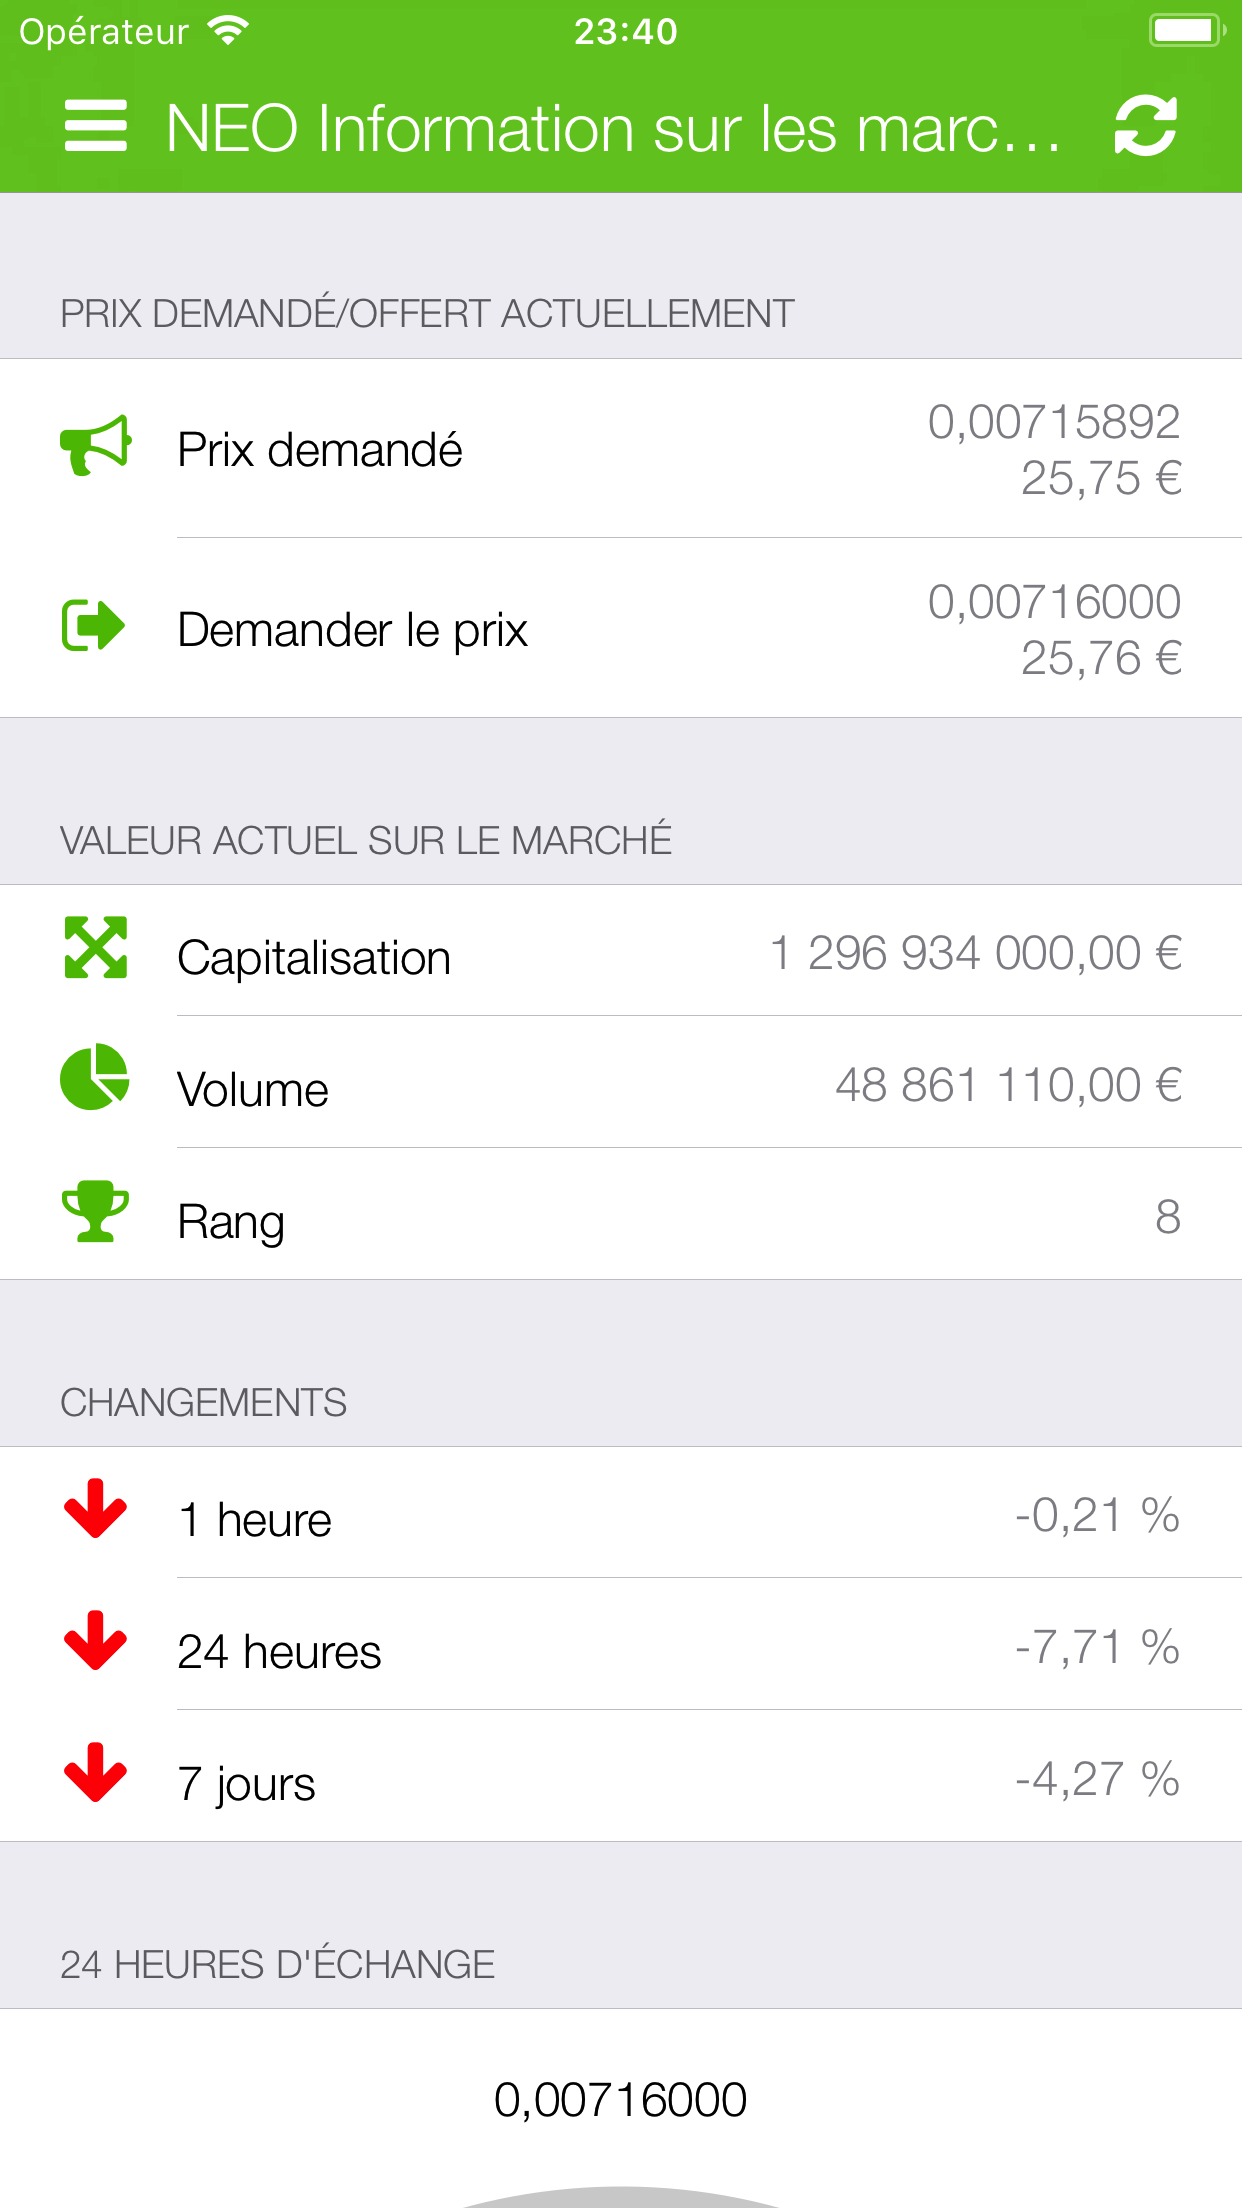 Opérateur 23:40
NEO Information sur les marc...
PRIX DEMANDÉ/OFFERT ACTUELLEMENT
Prix demandé
0,00715892
25,75 €
Demander le prix
0,00716000
25,76 €
VALEUR ACTUEL SUR LE MARCHÉ
Capitalisation 1 296 934 000,00 €
Volume 48 861 110,00 €
Rang 8
CHANGEMENTS
1 heure -0,21 %
24 heures -7,71 %
7 jours -4,27 %
24 HEURES D'ÉCHANGE
0,00716000